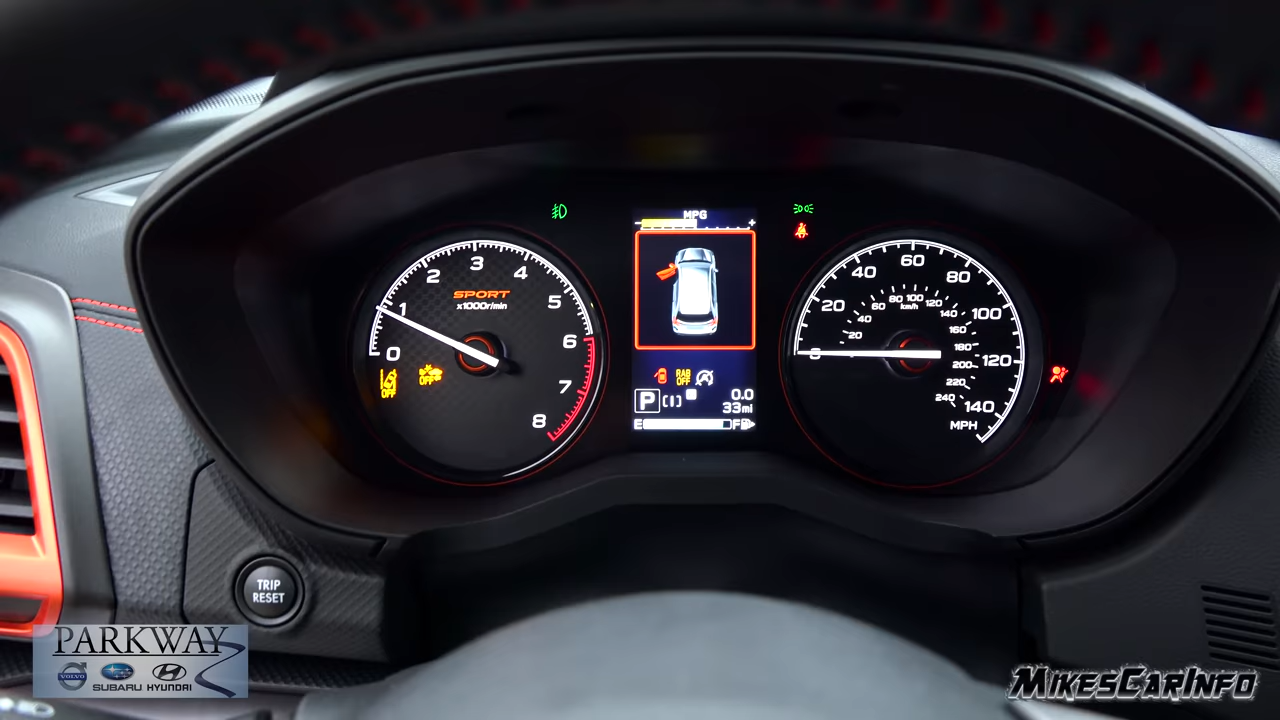 MPG
- +
0
1
2
3
4
5
6
7
8
SPORT
x1000r/min
OFF
OFF
RAB
OFF
P
0.0
33mi
E F
0
20
40
60
80
100
120
140
MPH
20
40
60
80
100
120
140
160
180
200
220
240
km/h
TRIP
RESET
PARKWAY
VOLVO
SUBARU HYUNDAI
MIKESCARINFO